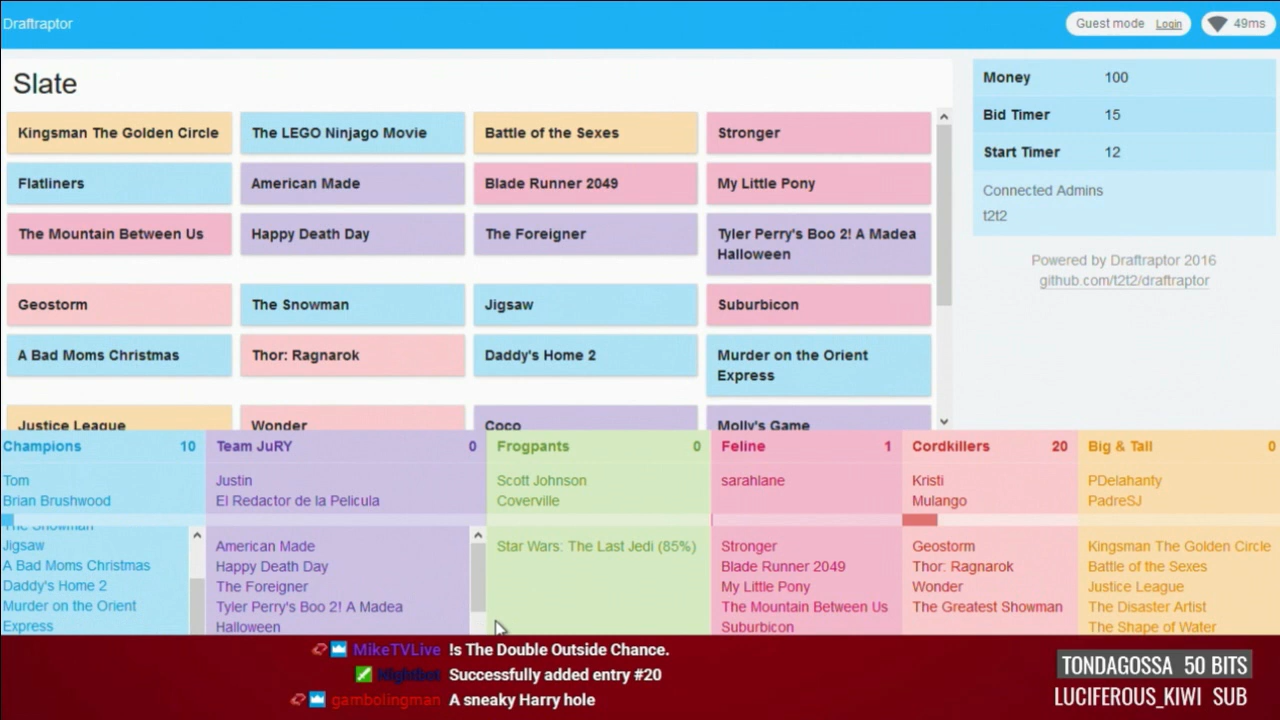 Draftraptor
Guest mode Login 49ms
Slate
Kingsman The Golden Circle
The LEGO Ninjago Movie
Battle of the Sexes
Stronger
Flatliners
American Made
Blade Runner 2049
My Little Pony
The Mountain Between Us
Happy Death Day
The Foreigner
Tyler Perry's Boo 2! A Madea
Halloween
Geostorm
The Snowman
Jigsaw
Suburbicon
A Bad Moms Christmas
Thor: Ragnarok
Daddy's Home 2
Murder on the Orient
Express
Justice League
Wonder
Coco
Molly's Game
Money 100
Bid Timer 15
Start Timer 12
Connected Admins
t2t2
Powered by Draftraptor 2016
github.com/t2t2/draftraptor
Champions 10
Tom
Brian Brushwood
The Snowman
Jigsaw
A Bad Moms Christmas
Daddy's Home 2
Murder on the Orient
Express
Team JuRY 0
Justin
El Redactor de la Pelicula
American Made
Happy Death Day
The Foreigner
Tyler Perry's Boo 2! A Madea
Halloween
Frogpants 0
Scott Johnson
Coverville
Star Wars: The Last Jedi (85%)
Feline 1
sarahlane
Stronger
Blade Runner 2049
My Little Pony
The Mountain Between Us
Suburbicon
Cordkillers 20
Kristi
Mulango
Geostorm
Thor: Ragnarok
Wonder
The Greatest Showman
Big & Tall 0
PDelahanty
PadreSJ
Kingsman The Golden Circle
Battle of the Sexes
Justice League
The Disaster Artist
The Shape of Water
MikeTVLive !s The Double Outside Chance.
Nightbot Successfully added entry #20
gambolingman A sneaky Harry hole
TONDAGOSSA 50 BITS
LUCIFEROUS_KIWI SUB